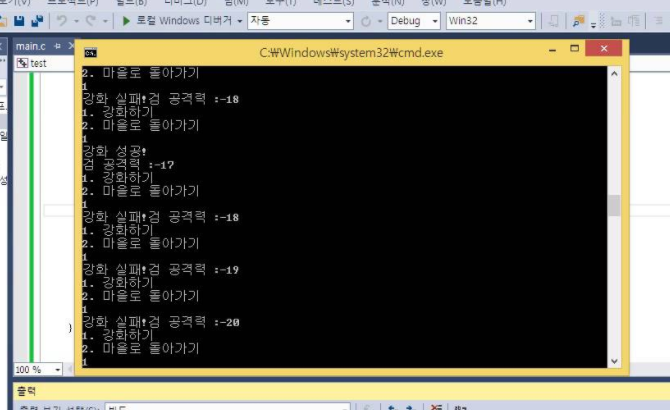 로컬 Windows 디버거
자동
Debug
Win32
main.c
test
C:₩Windows₩system32₩cmd.exe
2. 마을로 돌아가기
1
강화 실패!검 공격력 :-18
1. 강화하기
2. 마을로 돌아가기
1
강화 성공!
검 공격력 :-17
1. 강화하기
2. 마을로 돌아가기
1
강화 실패!검 공격력 :-18
1. 강화하기
2. 마을로 돌아가기
1
강화 실패!검 공격력 :-19
1. 강화하기
2. 마을로 돌아가기
1
강화 실패!검 공격력 :-20
1. 강화하기
2. 마을로 돌아가기
1
}
100 %
출력